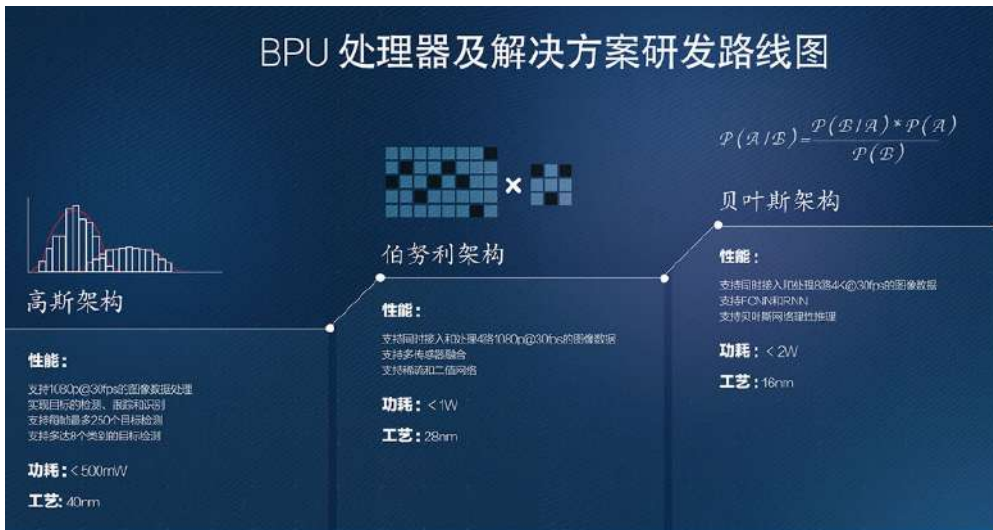 BPU 处理器及解决方案研发路线图
高斯架构
性能：
支持1080p@30fps的图像数据处理
实现目标的检测、跟踪和识别
支持每帧最多250个目标检测
支持多达8个类别的目标检测
功耗：<500mW
工艺: 40nm
伯努利架构
性能：
支持同时接入和处理4路1080p@30fps的图像数据
支持多传感器融合
支持稀疏和二值网络
功耗：<1W
工艺：28nm
P(A/B)=P(B/A)*P(A)
P(B)
贝叶斯架构
性能：
支持同时接入和处理8路4K@30fps的图像数据
支持FCNN和RNN
支持贝叶斯网络理性推理
功耗：<2W
工艺：16nm